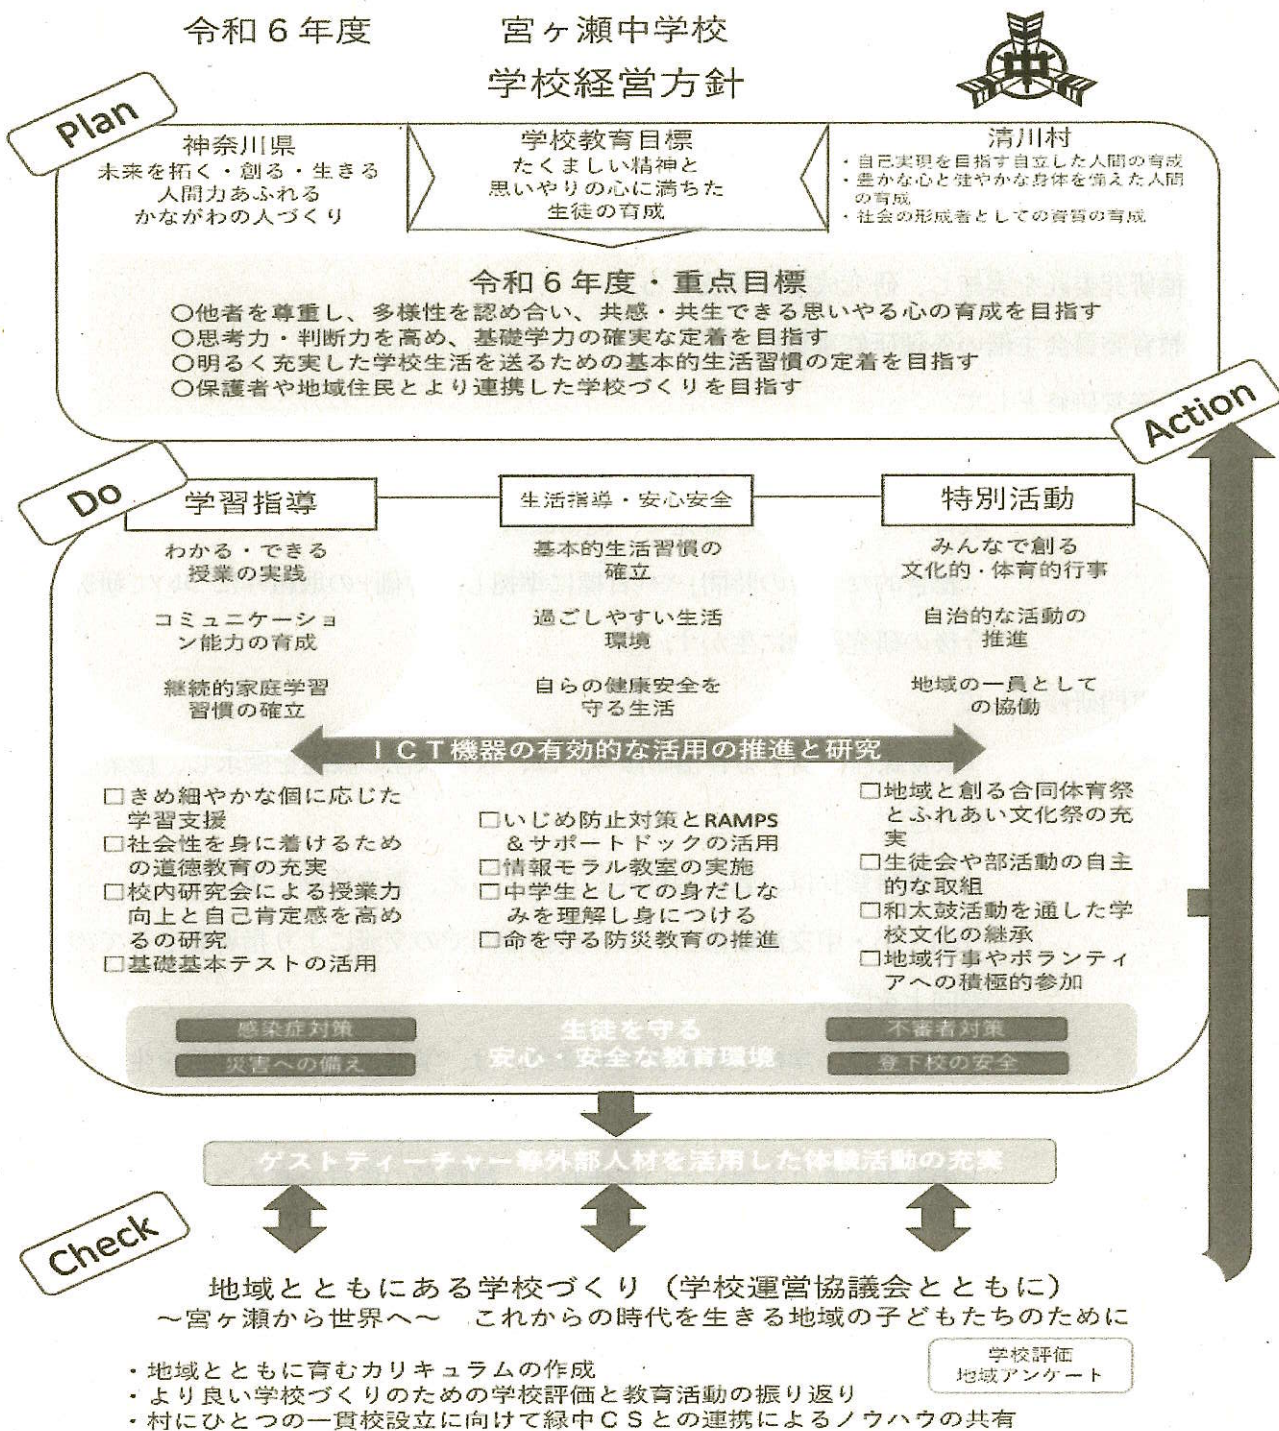 令和６年度　宮ヶ瀬中学校
学校経営方針
Plan
神奈川県
未来を拓く・創る・生きる
人間力あふれる
かながわの人づくり
学校教育目標
たくましい精神と
思いやりの心に満ちた
生徒の育成
清川村
・自己実現を目指す自立した人間の育成
・豊かな心と健やかな身体を備えた人間
の育成
・社会の形成者としての資質の育成
令和６年度・重点目標
〇他者を尊重し、多様性を認め合い、共感・共生できる思いやる心の育成を目指す
〇思考力・判断力を高め、基礎学力の確実な定着を目指す
〇明るく充実した学校生活を送るための基本的生活習慣の定着を目指す
〇保護者や地域住民とより連携した学校づくりを目指す
Action
Do
学習指導
わかる・できる
授業の実践
コミュニケーショ
ン能力の育成
継続的家庭学習
習慣の確立
生活指導・安心安全
基本的生活習慣の
確立
過ごしやすい生活
環境
自らの健康安全を
守る生活
特別活動
みんなで創る
文化的・体育的行事
自治的な活動の
推進
地域の一員として
の協働
ＩＣＴ機器の有効的な活用の推進と研究
□きめ細やかな個に応じた
学習支援
□社会性を身に着けるため
の道徳教育の充実
□校内研究会による授業力
向上と自己肯定感を高め
るの研究
□基礎基本テストの活用
□いじめ防止対策とRAMPS
＆サポートドックの活用
□情報モラル教室の実施
□中学生としての身だしな
みを理解し身につける
□命を守る防災教育の推進
□地域と創る合同体育祭
とふれあい文化祭の充
実
□生徒会や部活動の自主
的な取組
□和太鼓活動を通した学
校文化の継承
□地域行事やボランティ
アへの積極的参加
感染症対策
災害への備え
生徒を守る
安心・安全な教育環境
不審者対策
登下校の安全
ゲストティーチャー等外部人材を活用した体験活動の充実
Check
地域とともにある学校づくり（学校運営協議会とともに）
～宮ヶ瀬から世界へ～　これからの時代を生きる地域の子どもたちのために
学校評価
地域アンケート
・地域とともに育むカリキュラムの作成
・より良い学校づくりのための学校評価と教育活動の振り返り
・村にひとつの一貫校設立に向けて緑中ＣＳとの連携によるノウハウの共有